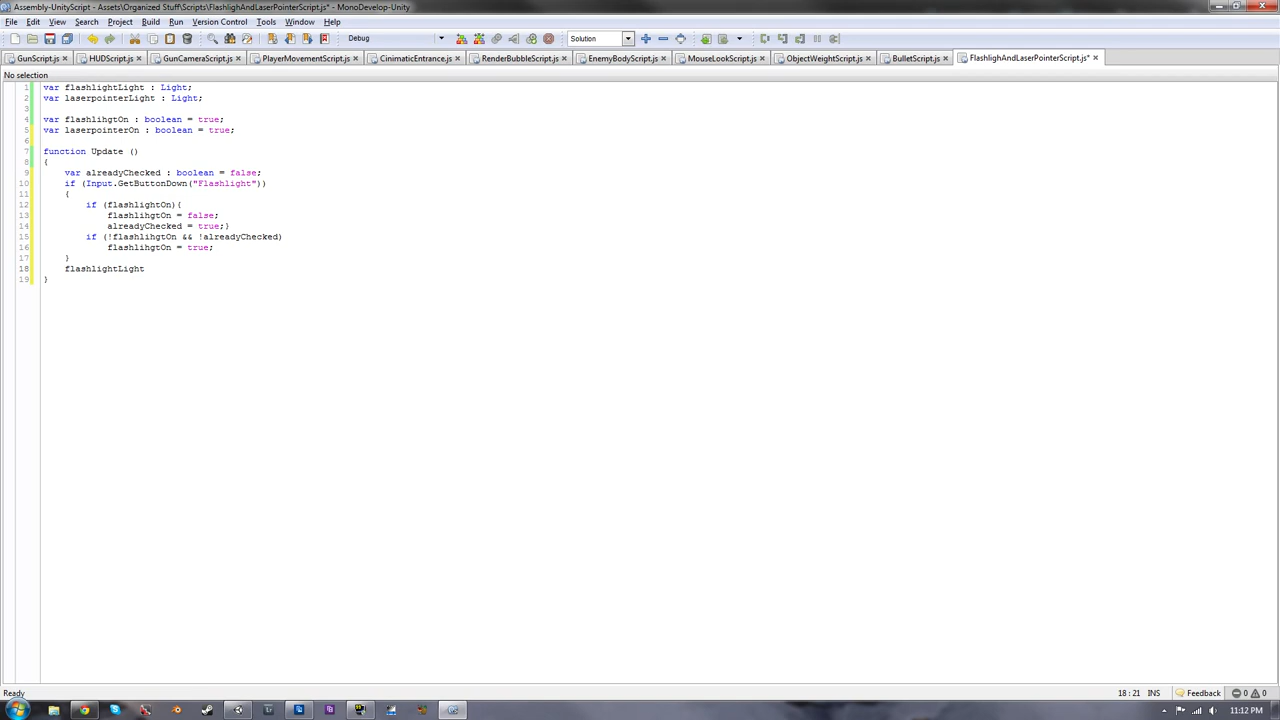 Assembly-UnityScript - Assets\Organized Stuff\Scripts\FlashlighAndLaserPointerScript.js* - MonoDevelop-Unity
File Edit View Search Project Build Run Version Control Tools Window Help
Debug Solution
GunScript.js HUDScript.js GunCameraScript.js PlayerMovementScript.js CinimaticEntrance.js RenderBubbleScript.js EnemyBodyScript.js MouseLookScript.js ObjectWeightScript.js BulletScript.js FlashlighAndLaserPointerScript.js*
No selection
1 var flashlightLight : Light;
2 var laserpointerLight : Light;
3
4 var flashlihgtOn : boolean = true;
5 var laserpointerOn : boolean = true;
6
7 function Update ()
8 {
9 var alreadyChecked : boolean = false;
10 if (Input.GetButtonDown("Flashlight"))
11 {
12 if (flashlightOn){
13 flashlihgtOn = false;
14 alreadyChecked = true;}
15 if (!flashlihgtOn && !alreadyChecked)
16 flashlihgtOn = true;
17 }
18 flashlightLight
19 }
Ready 18 : 21 INS Feedback 0 0
11:12 PM